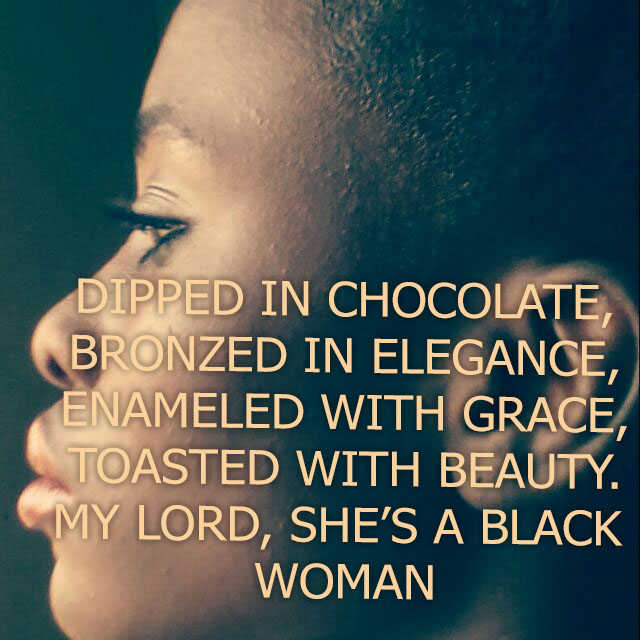 DIPPED IN CHOCOLATE,
BRONZED IN ELEGANCE,
ENAMELED WITH GRACE,
TOASTED WITH BEAUTY.
MY LORD, SHE’S A BLACK
WOMAN